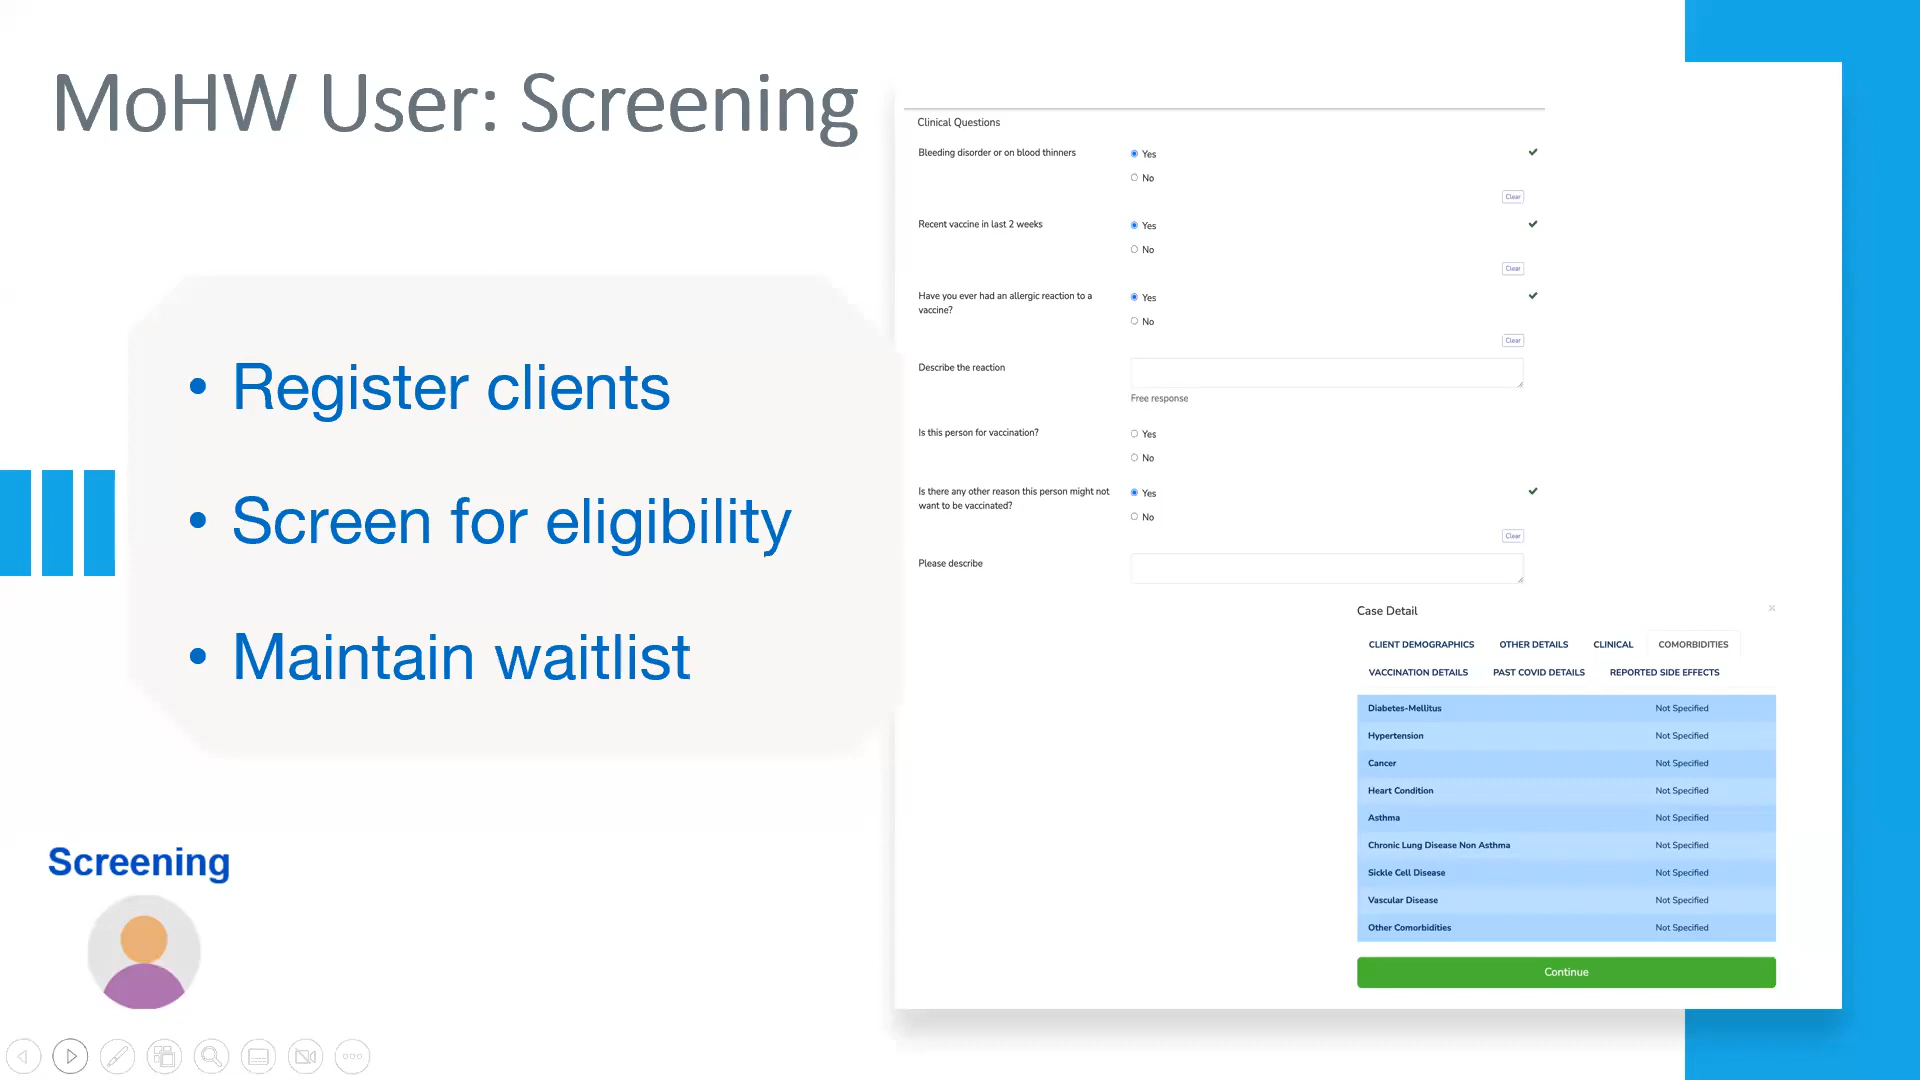 MoHW User: Screening
• Register clients
• Screen for eligibility
• Maintain waitlist
Screening
Clinical Questions
Bleeding disorder or on blood thinners
Yes
No
Clear
Recent vaccine in last 2 weeks
Yes
No
Clear
Have you ever had an allergic reaction to a
vaccine?
Yes
No
Clear
Describe the reaction
Free response
Is this person for vaccination?
Yes
No
Is there any other reason this person might not
want to be vaccinated?
Yes
No
Clear
Please describe
Case Detail
CLIENT DEMOGRAPHICS OTHER DETAILS CLINICAL COMORBIDITIES
VACCINATION DETAILS PAST COVID DETAILS REPORTED SIDE EFFECTS
Diabetes-Mellitus Not Specified
Hypertension Not Specified
Cancer Not Specified
Heart Condition Not Specified
Asthma Not Specified
Chronic Lung Disease Non Asthma Not Specified
Sickle Cell Disease Not Specified
Vascular Disease Not Specified
Other Comorbidities Not Specified
Continue